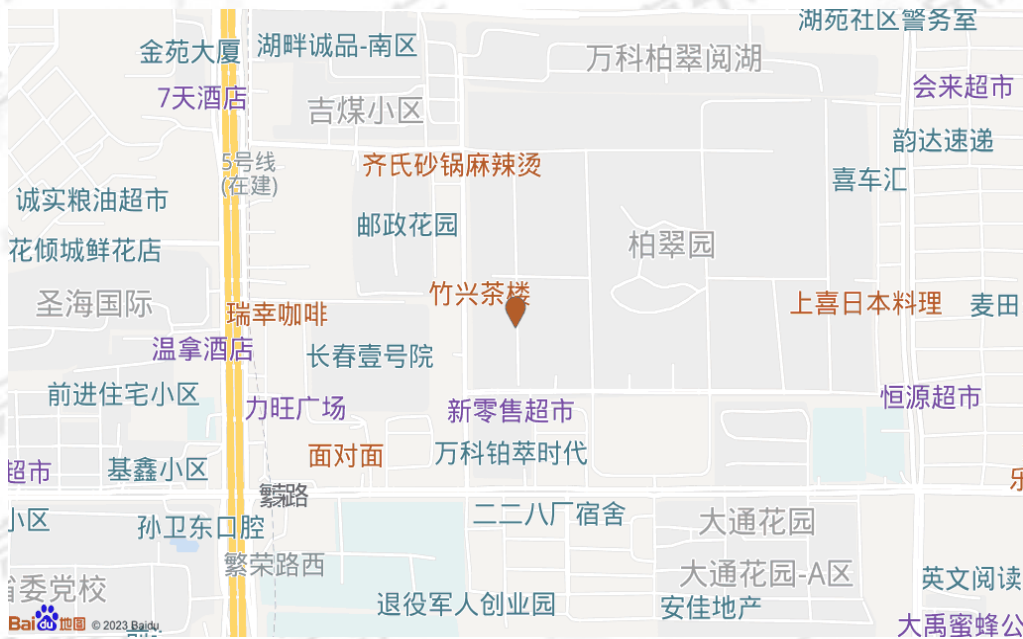 湖苑社区警务室
金苑大厦
湖畔诚品-南区
万科柏翠阅湖
7天酒店
会来超市
吉煤小区
韵达速递
5号线
(在建)
齐氏砂锅麻辣烫
喜车汇
诚实粮油超市
邮政花园
花倾城鲜花店
柏翠园
竹兴茶楼
圣海国际
瑞幸咖啡
上喜日本料理
麦田
温拿酒店
长春壹号院
前进住宅小区
力旺广场
新零售超市
恒源超市
面对面
万科铂萃时代
超市
基鑫小区
繁荣路
小区
二二八厂宿舍
大通花园
孙卫东口腔
繁荣路西
省委党校
大通花园-A区
英文阅读
退役军人创业园
安佳地产
Bai du 地图 © 2023 Baidu
大禹蜜蜂公